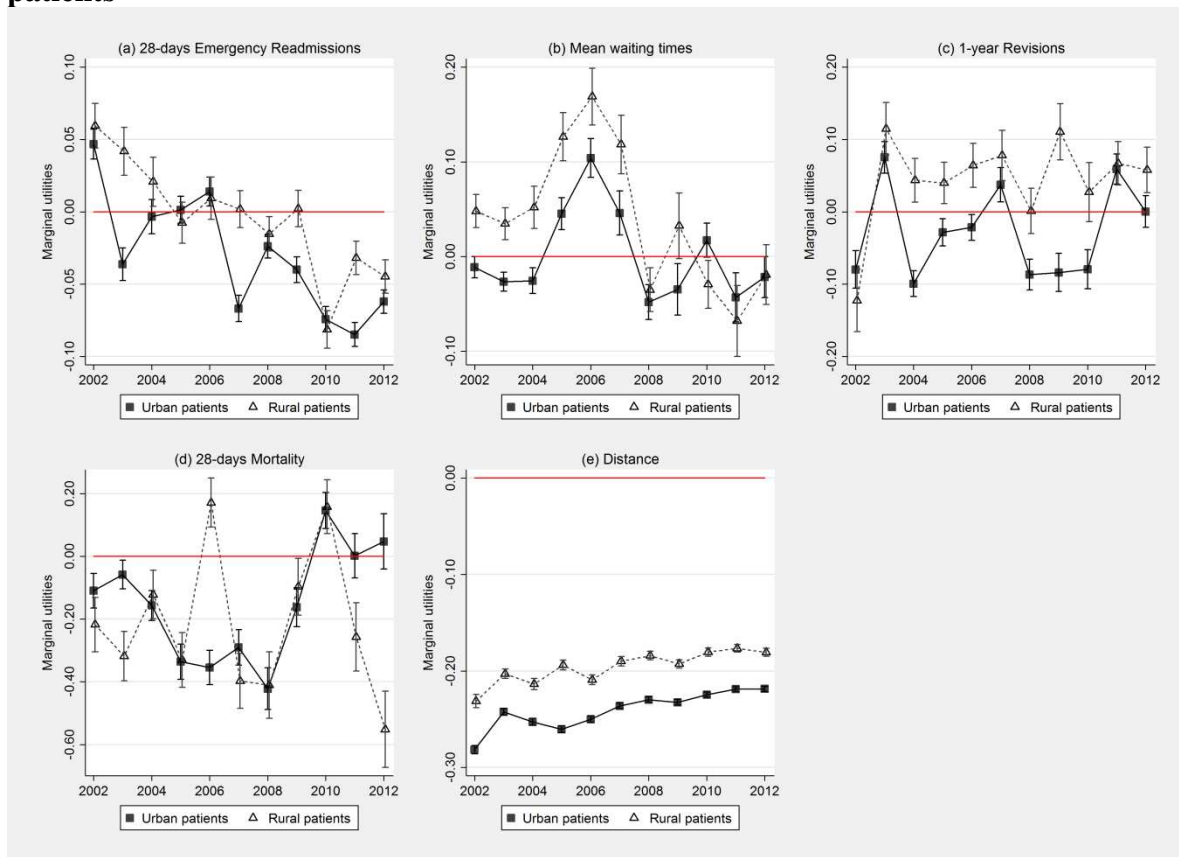 patients
(a) 28-days Emergency Readmissions
Marginal utilities
0.10
0.05
0.00
-0.05
-0.10
2002 2004 2006 2008 2010 2012
Urban patients Rural patients
(b) Mean waiting times
Marginal utilities
0.20
0.10
0.00
-0.10
2002 2004 2006 2008 2010 2012
Urban patients Rural patients
(c) 1-year Revisions
Marginal utilities
0.20
0.10
0.00
-0.10
-0.20
2002 2004 2006 2008 2010 2012
Urban patients Rural patients
(d) 28-days Mortality
Marginal utilities
0.20
0.00
-0.20
-0.40
-0.60
2002 2004 2006 2008 2010 2012
Urban patients Rural patients
(e) Distance
Marginal utilities
0.00
-0.10
-0.20
-0.30
2002 2004 2006 2008 2010 2012
Urban patients Rural patients